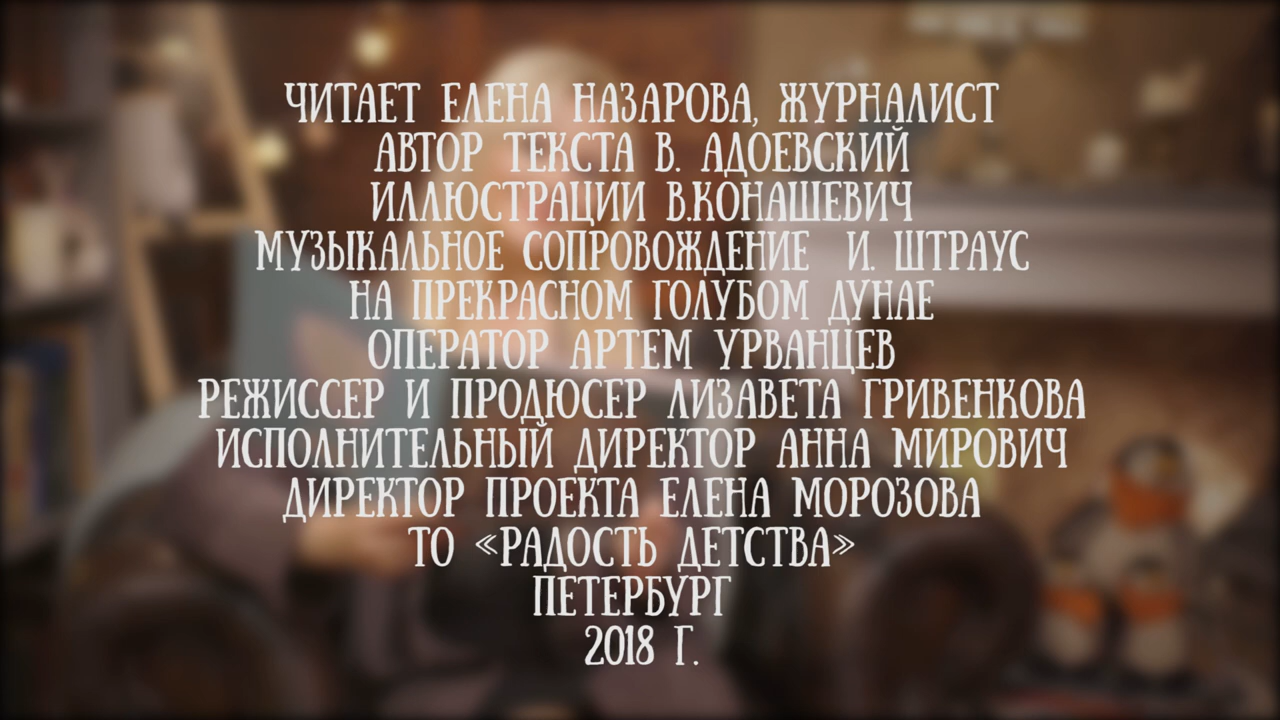 ЧИТАЕТ ЕЛЕНА НАЗАРОВА, ЖУРНАЛИСТ
АВТОР ТЕКСТА В. АДОЕВСКИЙ
ИЛЛЮСТРАЦИИ В.КОНАШЕВИЧ
МУЗЫКАЛЬНОЕ СОПРОВОЖДЕНИЕ И. ШТРАУС
НА ПРЕКРАСНОМ ГОЛУБОМ ДУНАЕ
ОПЕРАТОР АРТЕМ УРВАНЦЕВ
РЕЖИССЕР И ПРОДЮСЕР ЛИЗАВЕТА ГРИВЕНКОВА
ИСПОЛНИТЕЛЬНЫЙ ДИРЕКТОР АННА МИРОВИЧ
ДИРЕКТОР ПРОЕКТА ЕЛЕНА МОРОЗОВА
ТО «РАДОСТЬ ДЕТСТВА»
ПЕТЕРБУРГ
2018 Г.